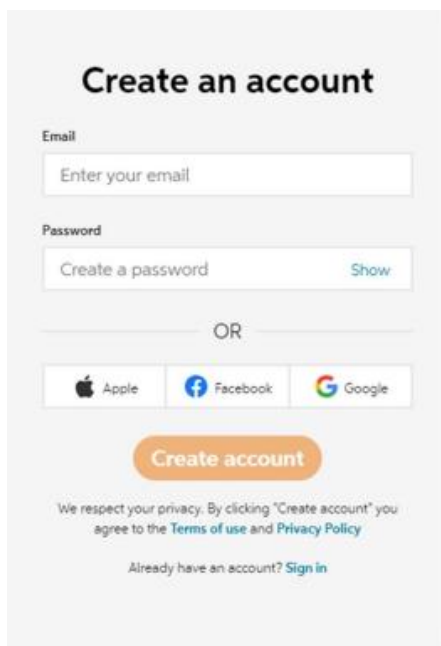 Create an account
Email
Enter your email
Password
Create a password Show
OR
Apple Facebook Google
Create account
We respect your privacy. By clicking "Create account" you
agree to the Terms of use and Privacy Policy
Already have an account? Sign in